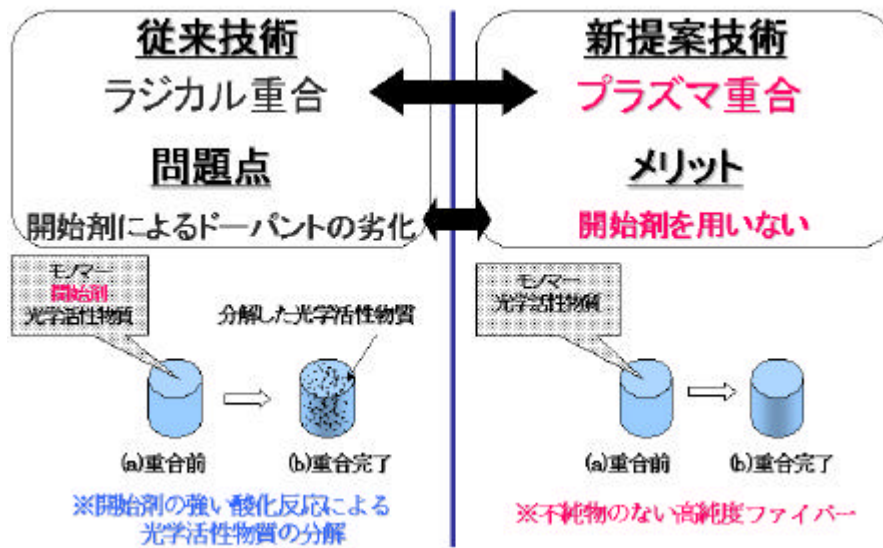 従来技術
ラジカル重合
問題点
開始剤によるドーパントの劣化
モノマー
開始剤
光学活性物質
分解した光学活性物質
(a)重合前
(b)重合完了
※開始剤の強い酸化反応による
光学活性物質の分解
新提案技術
プラズマ重合
メリット
開始剤を用いない
モノマー
光学活性物質
(a)重合前
(b)重合完了
※不純物のない高純度ファイバー